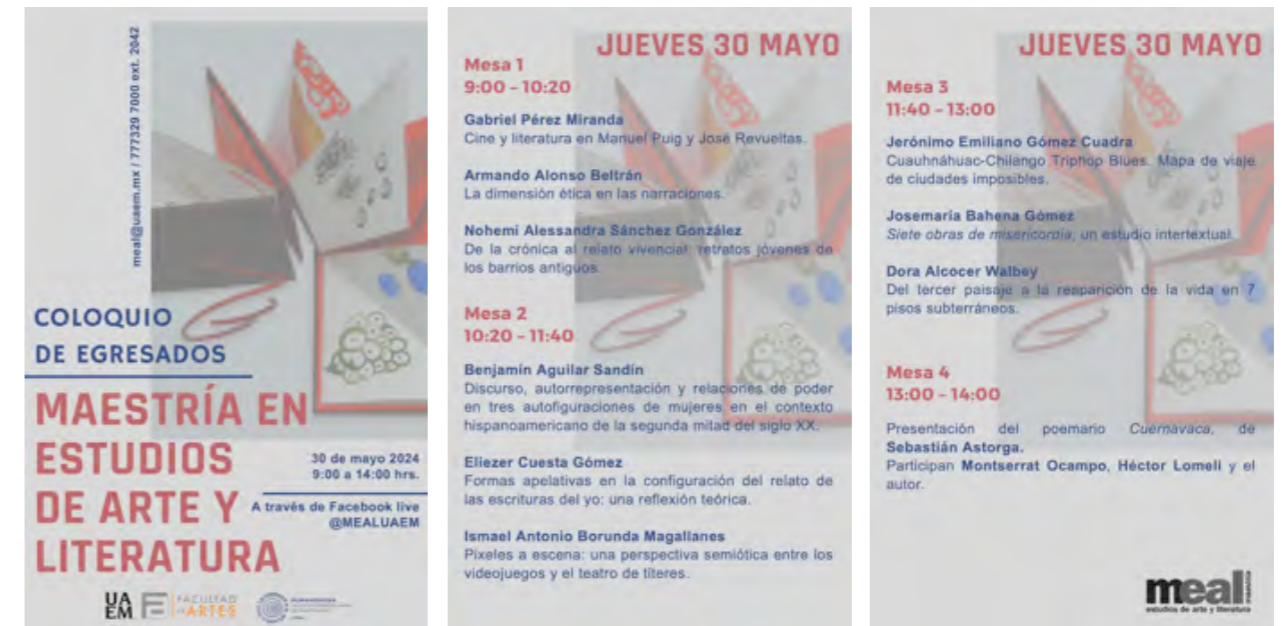 meal@uaem.mx / 777329 7000 ext. 2042
COLOQUIO
DE EGRESADOS
MAESTRÍA EN
ESTUDIOS
DE ARTE Y
LITERATURA
30 de mayo 2024
9:00 a 14:00 hrs.
A través de Facebook live
@MEALUAEM
UA
EM
FACULTAD
DE ARTES
JUEVES 30 MAYO
Mesa 1
9:00 – 10:20
Gabriel Pérez Miranda
Cine y literatura en Manuel Puig y José Revueltas.
Armando Alonso Beltrán
La dimensión ética en las narraciones.
Nohemi Alessandra Sánchez González
De la crónica al relato vivencial: retratos jóvenes de
los barrios antiguos.
Mesa 2
10:20 – 11:40
Benjamín Aguilar Sandín
Discurso, autorrepresentación y relaciones de poder
en tres autofiguraciones de mujeres en el contexto
hispanoamericano de la segunda mitad del siglo XX.
Eliezer Cuesta Gómez
Formas apelativas en la configuración del relato de
las escrituras del yo: una reflexión teórica.
Ismael Antonio Borunda Magallanes
Pixeles a escena: una perspectiva semiótica entre los
videojuegos y el teatro de títeres.
JUEVES 30 MAYO
Mesa 3
11:40 – 13:00
Jerónimo Emiliano Gómez Cuadra
Cuauhnáhuac-Chilango Triphop Blues. Mapa de viaje
de ciudades imposibles.
Josemaría Bahena Gómez
Siete obras de misericordia, un estudio intertextual.
Dora Alcocer Walbey
Del tercer paisaje a la reaparición de la vida en 7
pisos subterráneos.
Mesa 4
13:00 – 14:00
Presentación del poemario Cuernavaca, de
Sebastián Astorga.
Participan Montserrat Ocampo, Héctor Lomelí y el
autor.
meal
estudios de arte y literatura